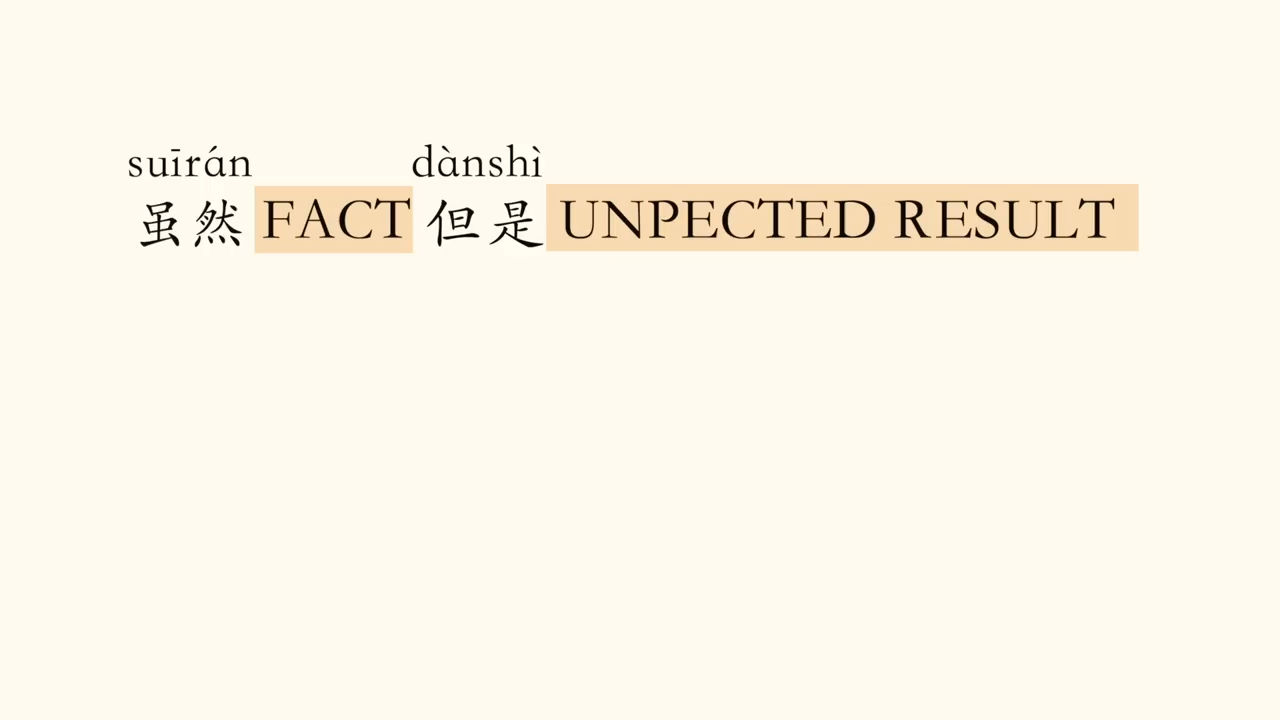 suīrán dànshì
虽然 FACT 但是 UNPECTED RESULT